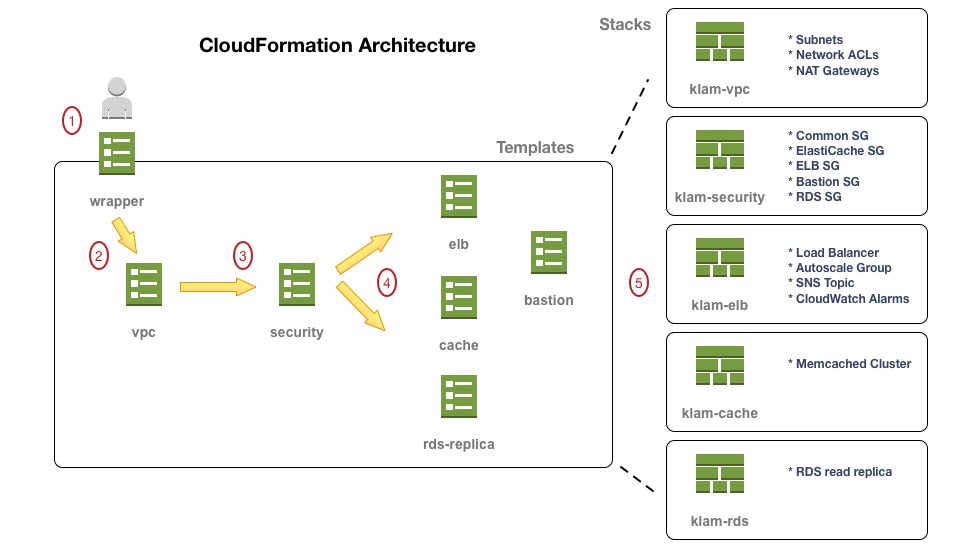 CloudFormation Architecture
Stacks
Templates
1
wrapper
2
vpc
3
security
4
elb
cache
rds-replica
bastion
5
klam-vpc
* Subnets
* Network ACLs
* NAT Gateways
klam-security
* Common SG
* ElastiCache SG
* ELB SG
* Bastion SG
* RDS SG
klam-elb
* Load Balancer
* Autoscale Group
* SNS Topic
* CloudWatch Alarms
klam-cache
* Memcached Cluster
klam-rds
* RDS read replica